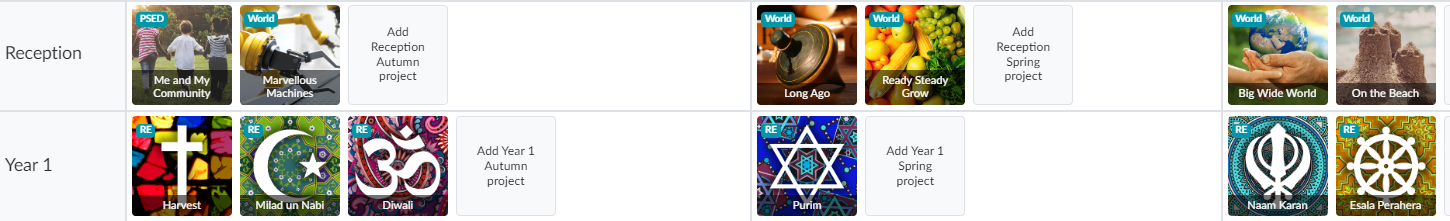 Reception
PSED
Me and My
Community
World
Marvellous
Machines
Add
Reception
Autumn
project
World
Long Ago
World
Ready Steady
Grow
Add
Reception
Spring
project
World
Big Wide World
World
On the Beach
Year 1
RE
Harvest
RE
Milad un Nabi
RE
Diwali
Add Year 1
Autumn
project
RE
Purim
Add Year 1
Spring
project
RE
Naam Karan
RE
Esala Perahera